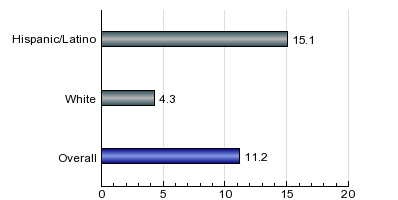 Hispanic/Latino 15.1
White 4.3
Overall 11.2
0 5 10 15 20